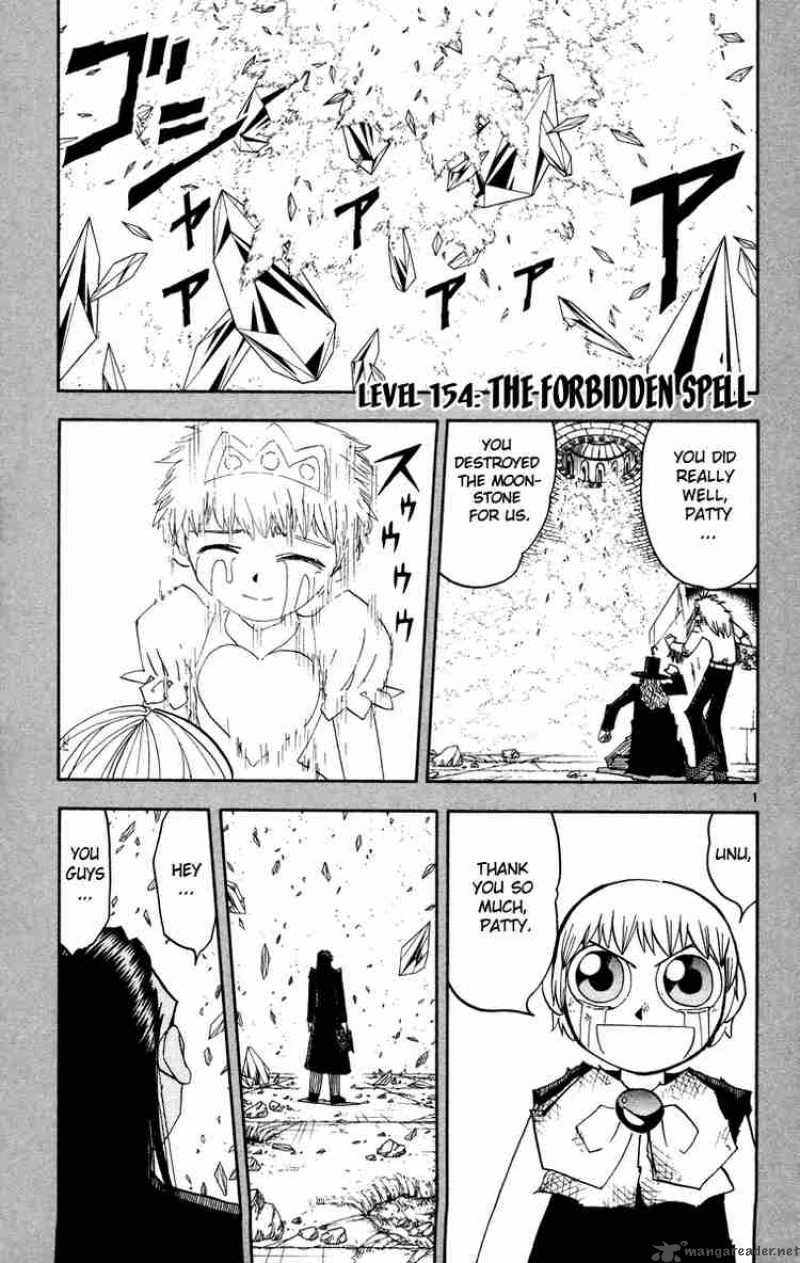 ゴシャアアアアア
LEVEL 154: THE FORBIDDEN SPELL
YOU DID
REALLY
WELL,
PATTY
...
YOU
DESTROYED
THE MOON-
STONE
FOR US.
スゥゥゥゥ
1
UNU,
THANK
YOU SO
MUCH,
PATTY.
HEY
...
YOU
GUYS
...
mangareader.net